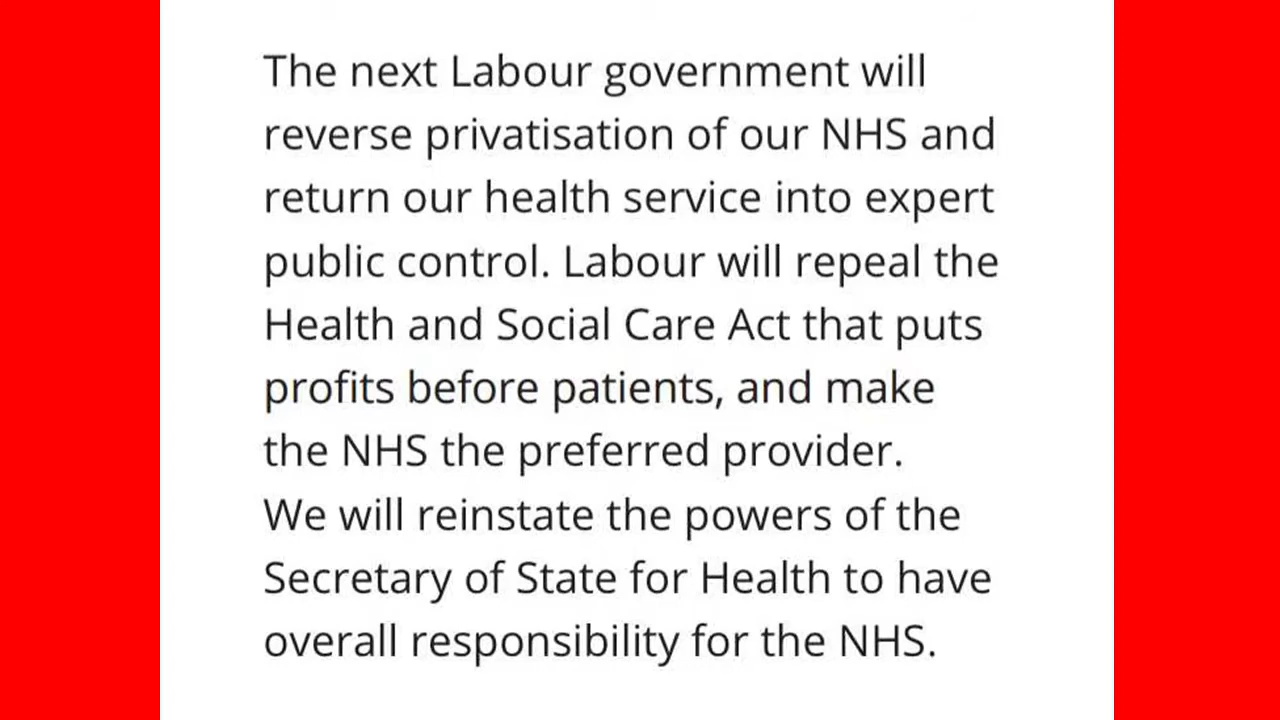 The next Labour government will
reverse privatisation of our NHS and
return our health service into expert
public control. Labour will repeal the
Health and Social Care Act that puts
profits before patients, and make
the NHS the preferred provider.
We will reinstate the powers of the
Secretary of State for Health to have
overall responsibility for the NHS.